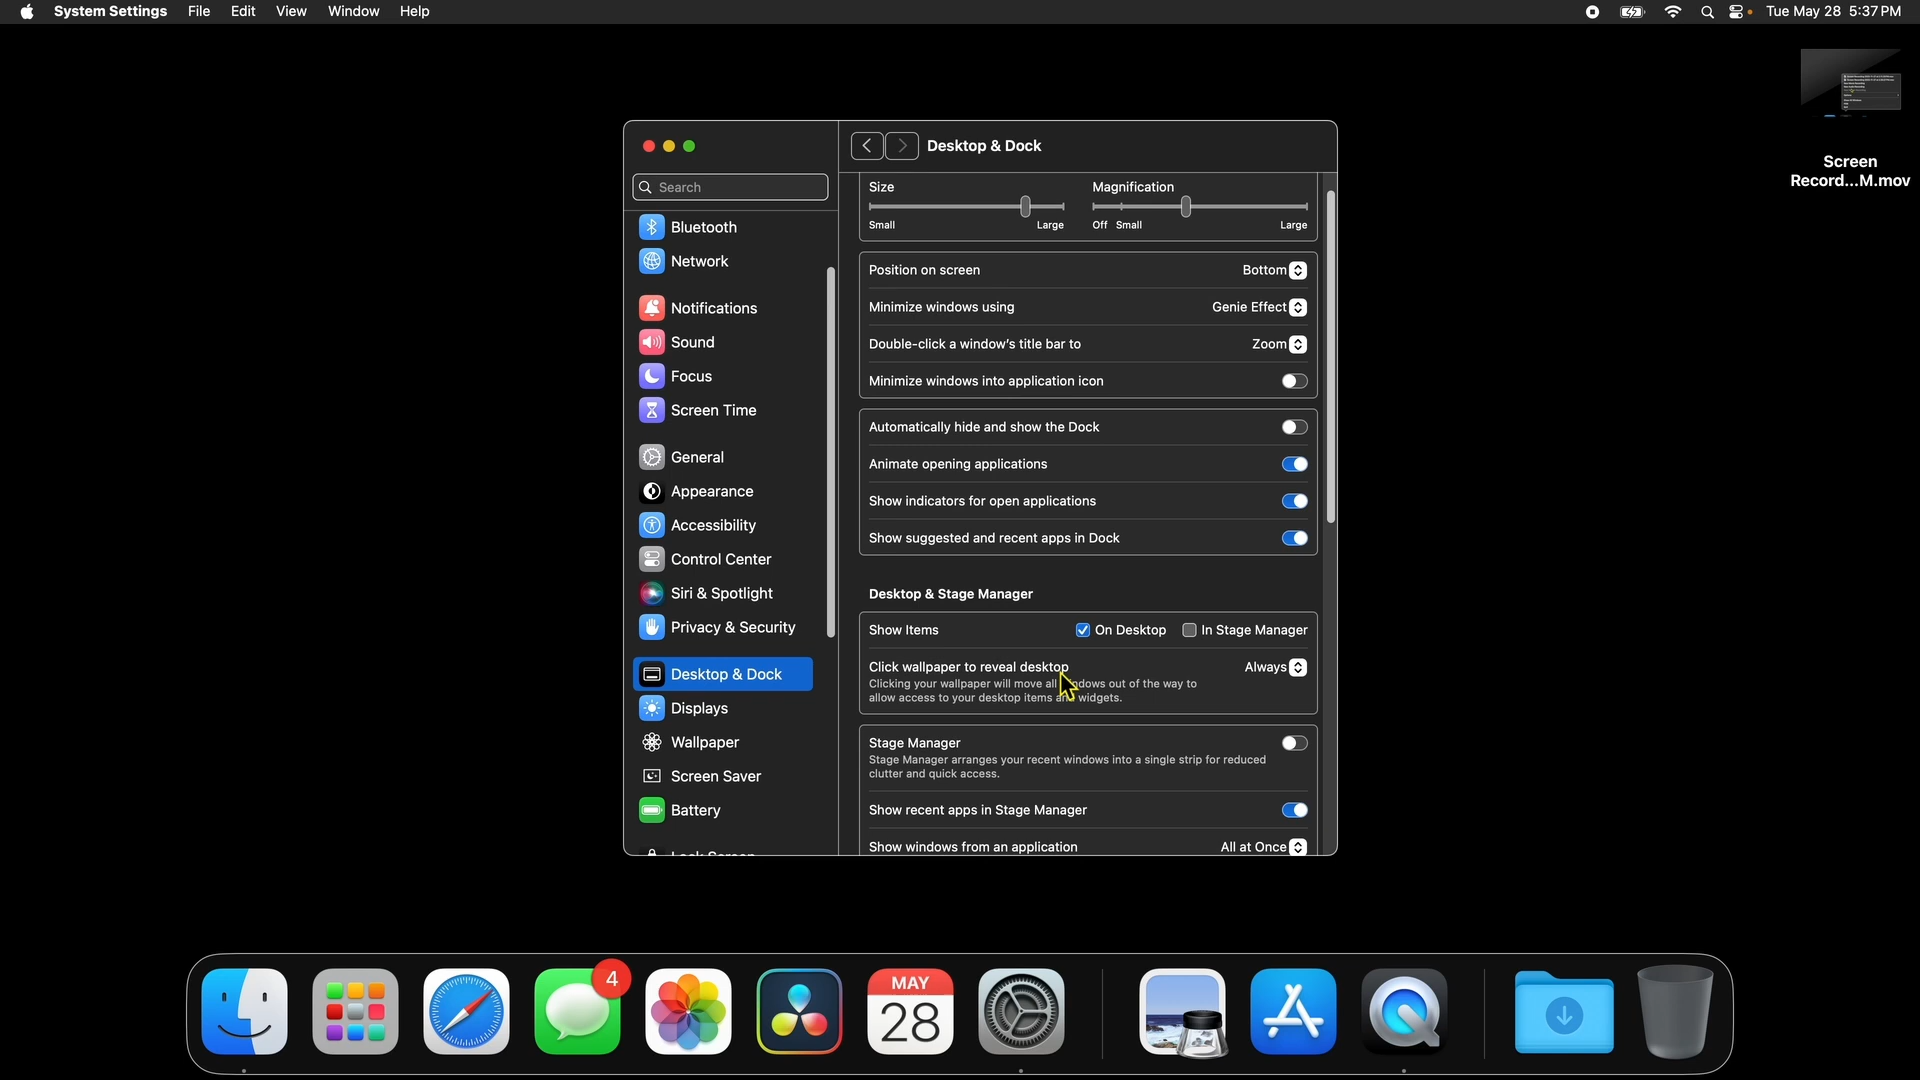 System Settings File Edit View Window Help Tue May 28 5:37 PM
Screen
Record...M.mov
Search
Bluetooth
Network
Notifications
Sound
Focus
Screen Time
General
Appearance
Accessibility
Control Center
Siri & Spotlight
Privacy & Security
Desktop & Dock
Displays
Wallpaper
Screen Saver
Battery
Lock Screen
Desktop & Dock
Size Magnification
Small Large Off Small Large
Position on screen Bottom
Minimize windows using Genie Effect
Double-click a window's title bar to Zoom
Minimize windows into application icon
Automatically hide and show the Dock
Animate opening applications
Show indicators for open applications
Show suggested and recent apps in Dock
Desktop & Stage Manager
Show Items On Desktop In Stage Manager
Click wallpaper to reveal desktop Always
Clicking your wallpaper will move all windows out of the way to
allow access to your desktop items and widgets.
Stage Manager
Stage Manager arranges your recent windows into a single strip for reduced
clutter and quick access.
Show recent apps in Stage Manager
Show windows from an application All at Once
4
MAY
28